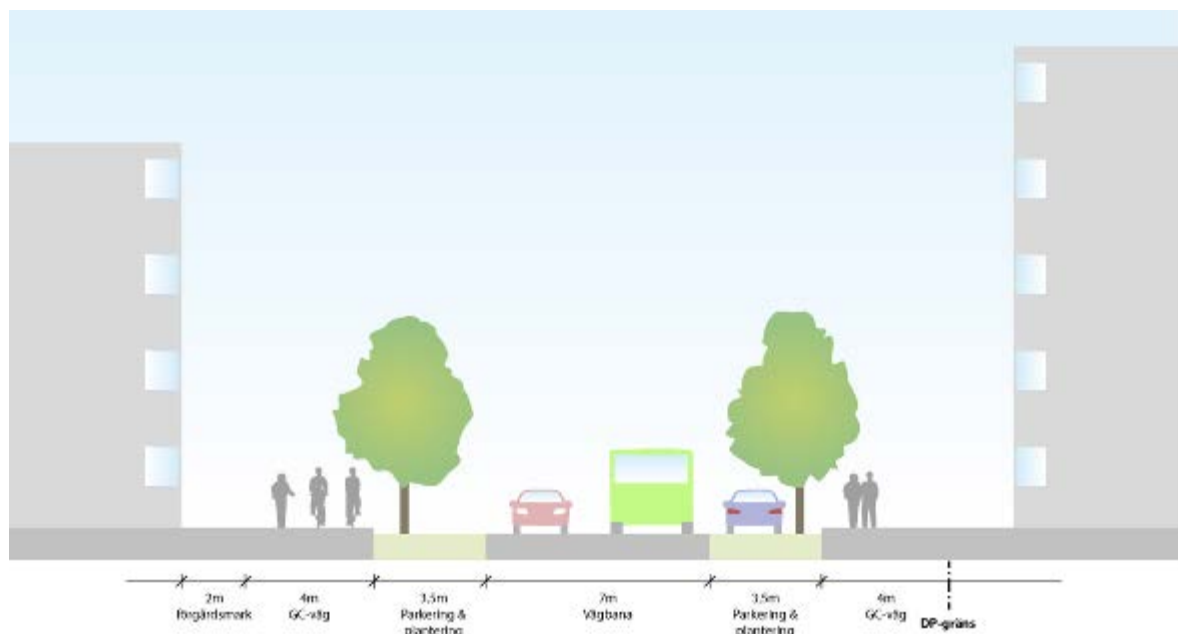 2m
förgårdsmark
4m
GC-väg
3,5m
Parkering &
plantering
7m
Vägbana
3,5m
Parkering &
plantering
4m
GC-väg
DP-gräns